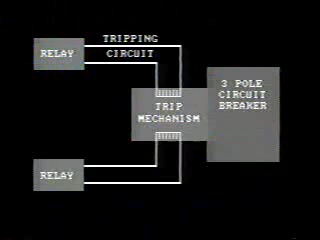 TRIPPING
CIRCUIT
RELAY
3 POLE
CIRCUIT
BREAKER
TRIP
MECHANISM
RELAY